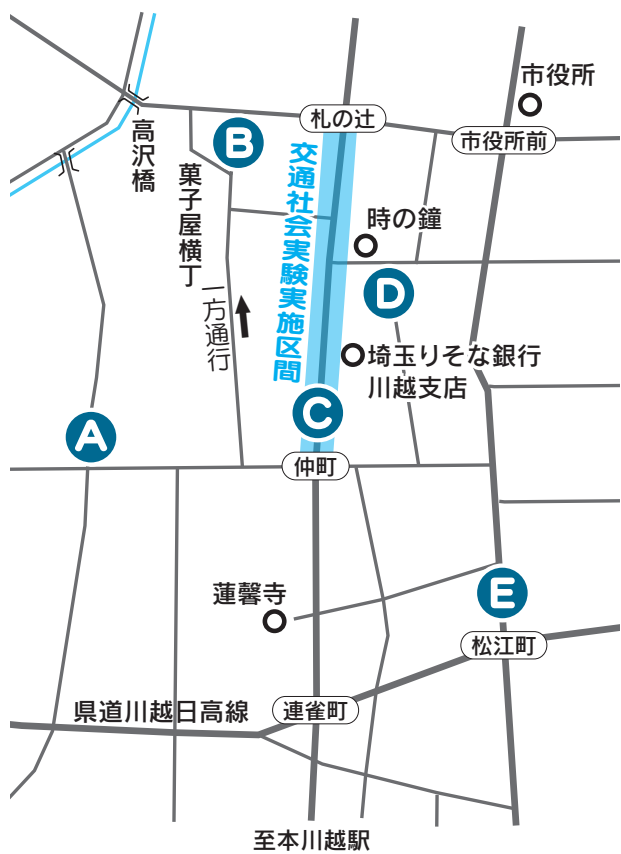 市役所
札の辻
市役所前
高沢橋
B
交通社会実験実施区間
菓子屋横丁
時の鐘
一方通行
D
埼玉りそな銀行
川越支店
C
A
仲町
蓮馨寺
E
松江町
県道川越日高線
連雀町
至本川越駅